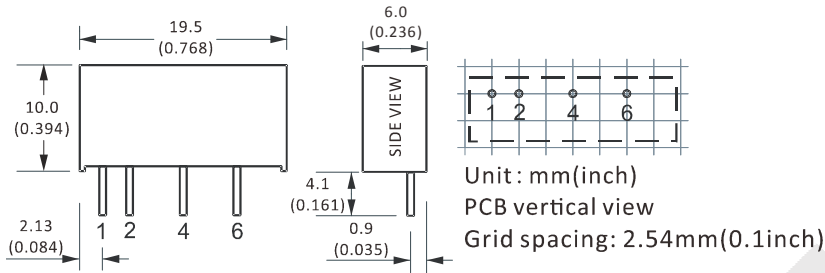 19.5
(0.768)
6.0
(0.236)
10.0
(0.394)
SIDE VIEW
1 2 4 6
4.1
(0.161)
2.13
(0.084)
1 2 4 6
0.9
(0.035)
Unit: mm(inch)
PCB vertical view
Grid spacing: 2.54mm(0.1inch)